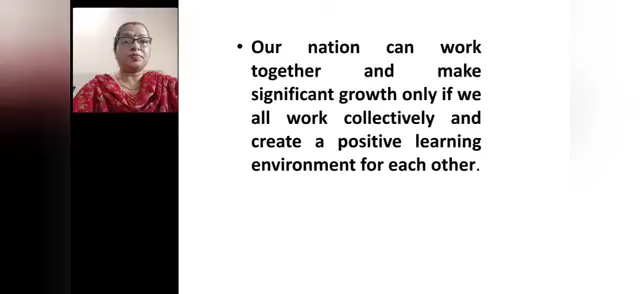 • Our nation can work
together and make
significant growth only if we
all work collectively and
create a positive learning
environment for each other.